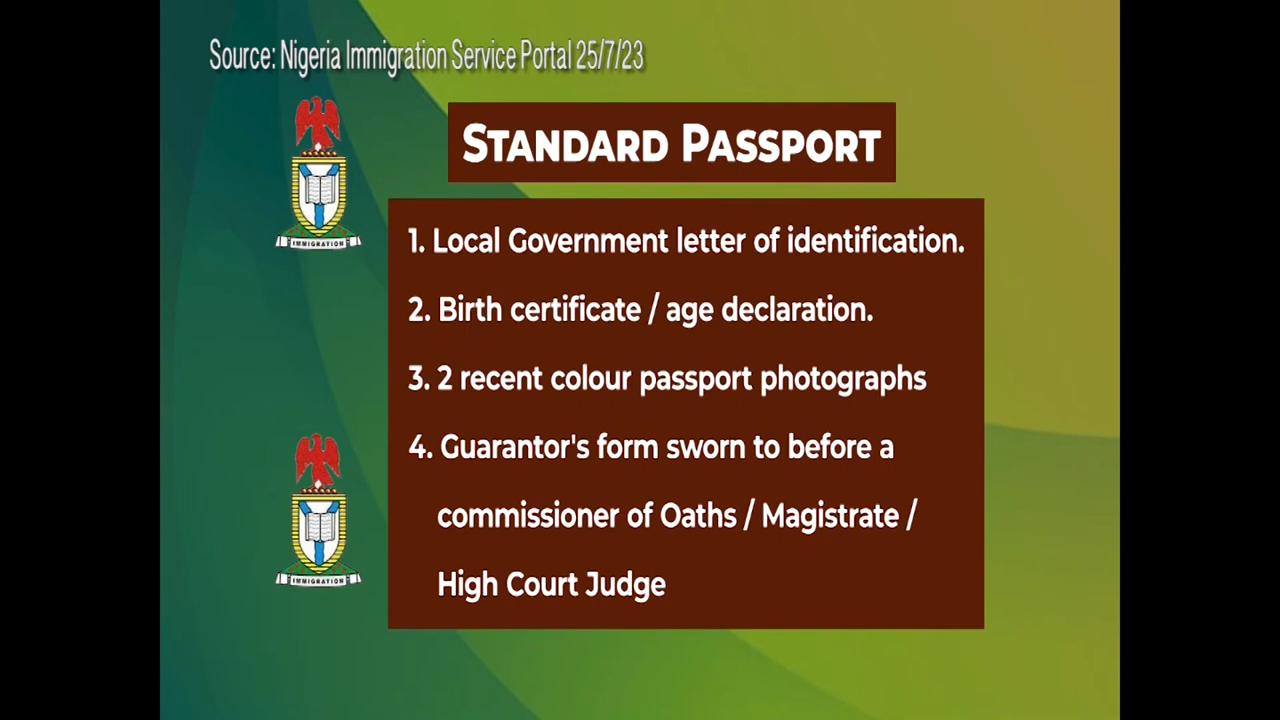 Source: Nigeria Immigration Service Portal 25/7/23
STANDARD PASSPORT
IMMIGRATION
1. Local Government letter of identification.
2. Birth certificate / age declaration.
3. 2 recent colour passport photographs
4. Guarantor's form sworn to before a
commissioner of Oaths / Magistrate /
High Court Judge
IMMIGRATION